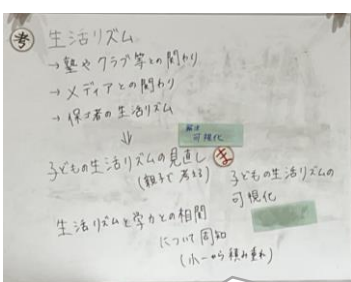 考 生活リズム
→塾やクラブ等との関わり
→メディアとの関わり
→保護者の生活リズム
↓
解決
可視化
子どもの生活リズムの見直し ま
(親子で考える)
子どもの生活リズムの
可視化
生活リズムと学力との相関
について周知
(小一から積み重ね)